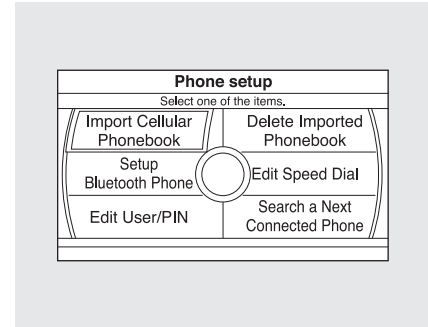 Phone setup
Select one of the items.
Import Cellular
Phonebook
Delete Imported
Phonebook
Setup
Bluetooth Phone
Edit Speed Dial
Edit User/PIN
Search a Next
Connected Phone